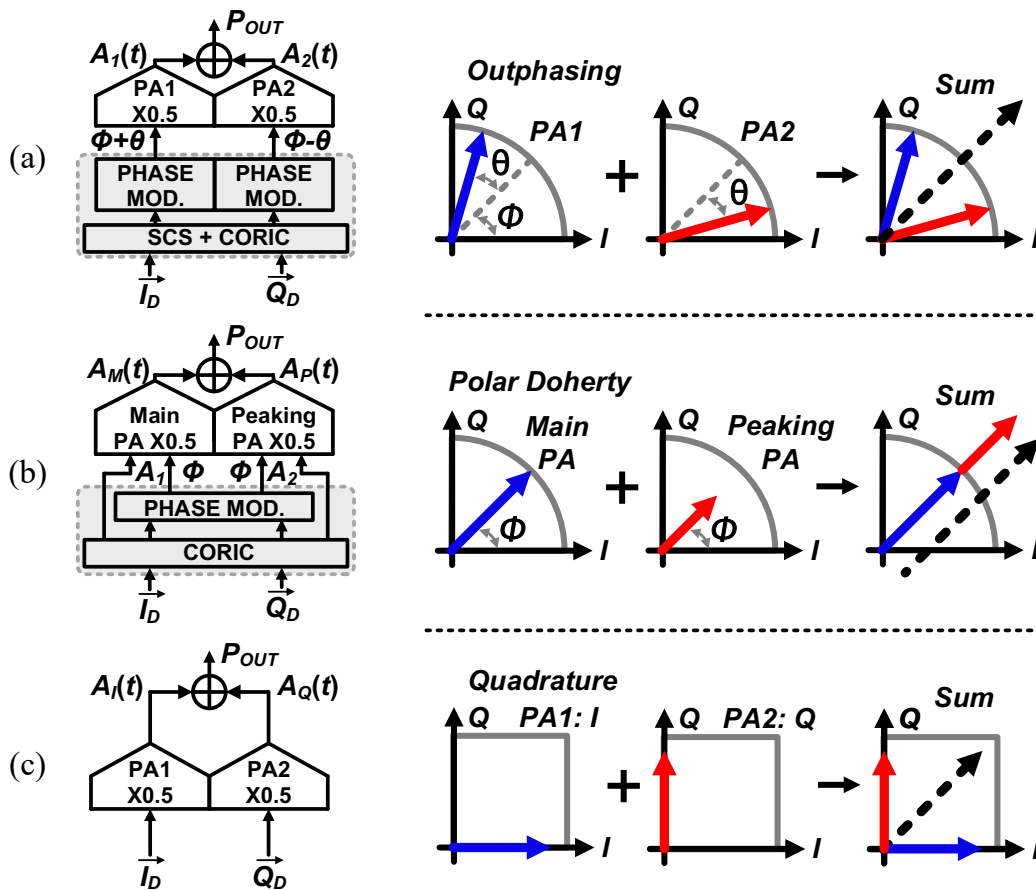 (a)
P_OUT
A_1(t)
A_2(t)
PA1
X0.5
PA2
X0.5
Φ+θ
Φ-θ
PHASE
MOD.
PHASE
MOD.
SCS + CORIC
I_D
Q_D
Outphasing
Q
PA1
θ
Φ
I
+
Q
PA2
θ
I
Sum
Q
I
(b)
P_OUT
A_M(t)
A_P(t)
Main
PA X0.5
Peaking
PA X0.5
A_1
Φ
Φ
A_2
PHASE MOD.
CORIC
I_D
Q_D
Polar Doherty
Q
Main
PA
Φ
I
+
Q
Peaking
PA
Φ
I
Sum
Q
I
(c)
P_OUT
A_I(t)
A_Q(t)
PA1
X0.5
PA2
X0.5
I_D
Q_D
Quadrature
Q
PA1: I
I
+
Q
PA2: Q
I
Sum
Q
I